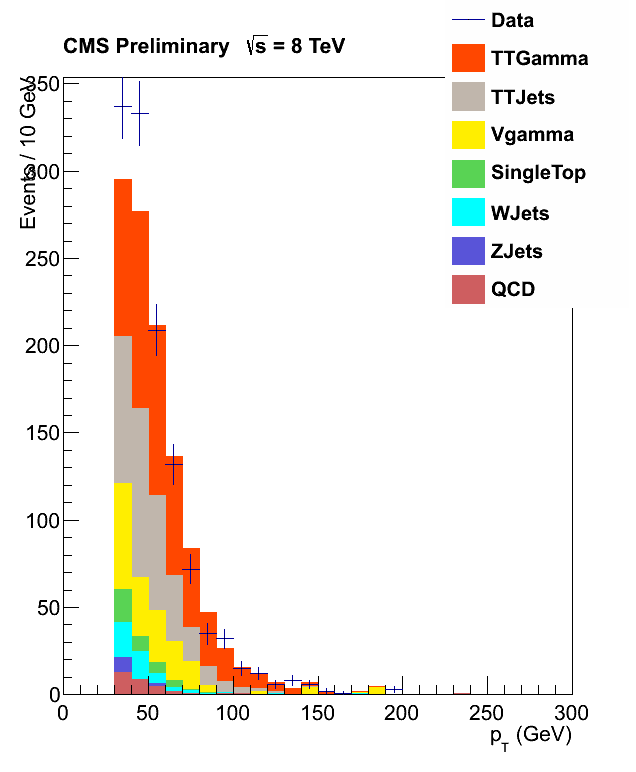 CMS Preliminary √s = 8 TeV
Data
TTGamma
TTJets
Vgamma
SingleTop
WJets
ZJets
QCD
Events / 10 GeV
350
300
250
200
150
100
50
0
0 50 100 150 200 250 300
pT (GeV)